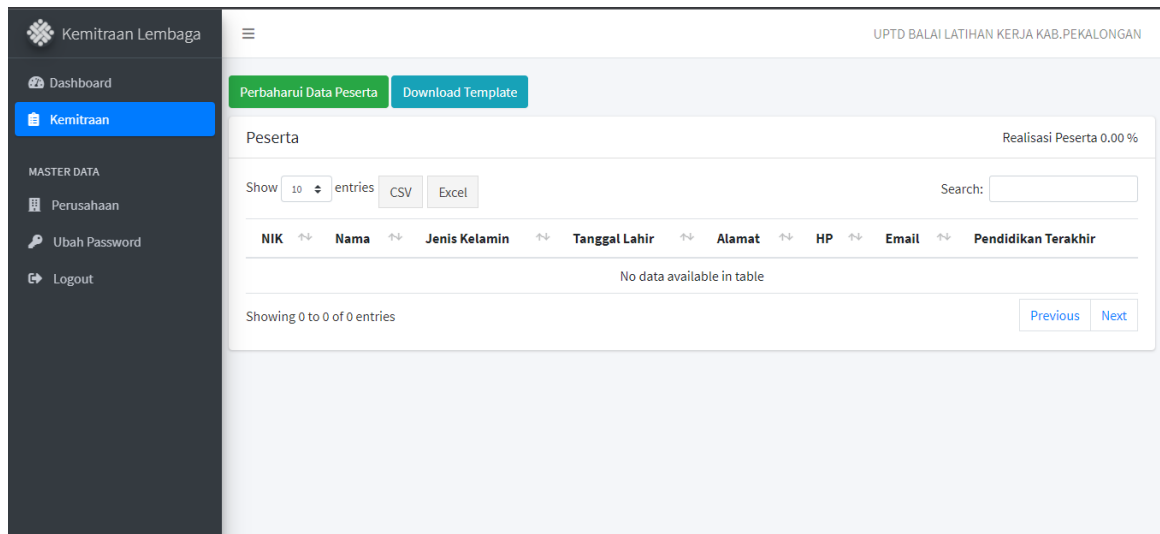 Kemitraan Lembaga
UPTD BALAI LATIHAN KERJA KAB.PEKALONGAN
Dashboard
Kemitraan
MASTER DATA
Perusahaan
Ubah Password
Logout
Perbaharui Data Peserta Download Template
Peserta Realisasi Peserta 0.00 %
Show 10 entries CSV Excel Search:
NIK Nama Jenis Kelamin Tanggal Lahir Alamat HP Email Pendidikan Terakhir
No data available in table
Showing 0 to 0 of 0 entries Previous Next